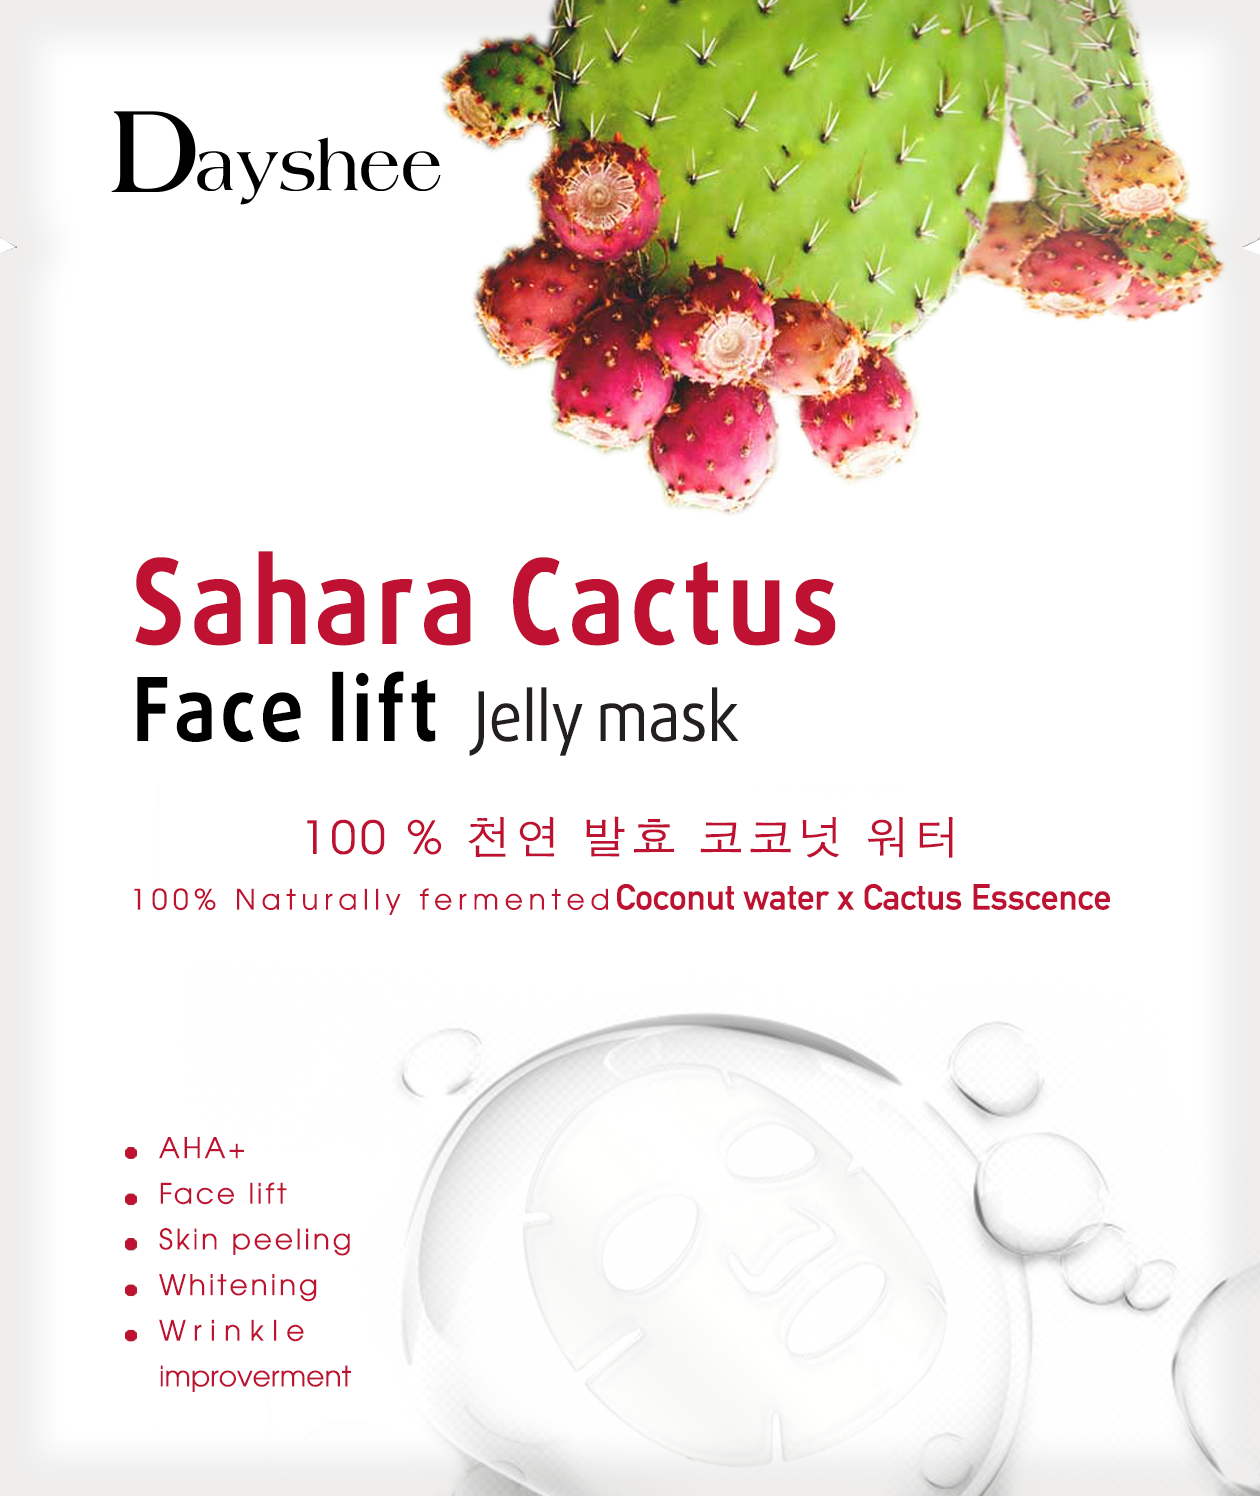 Dayshee
Sahara Cactus
Face lift Jelly mask
100 % 천연 발효 코코넛 워터
100% Naturally fermented Coconut water x Cactus Esscence
• AHA+
• Face lift
• Skin peeling
• Whitening
• Wrinkle
improverment